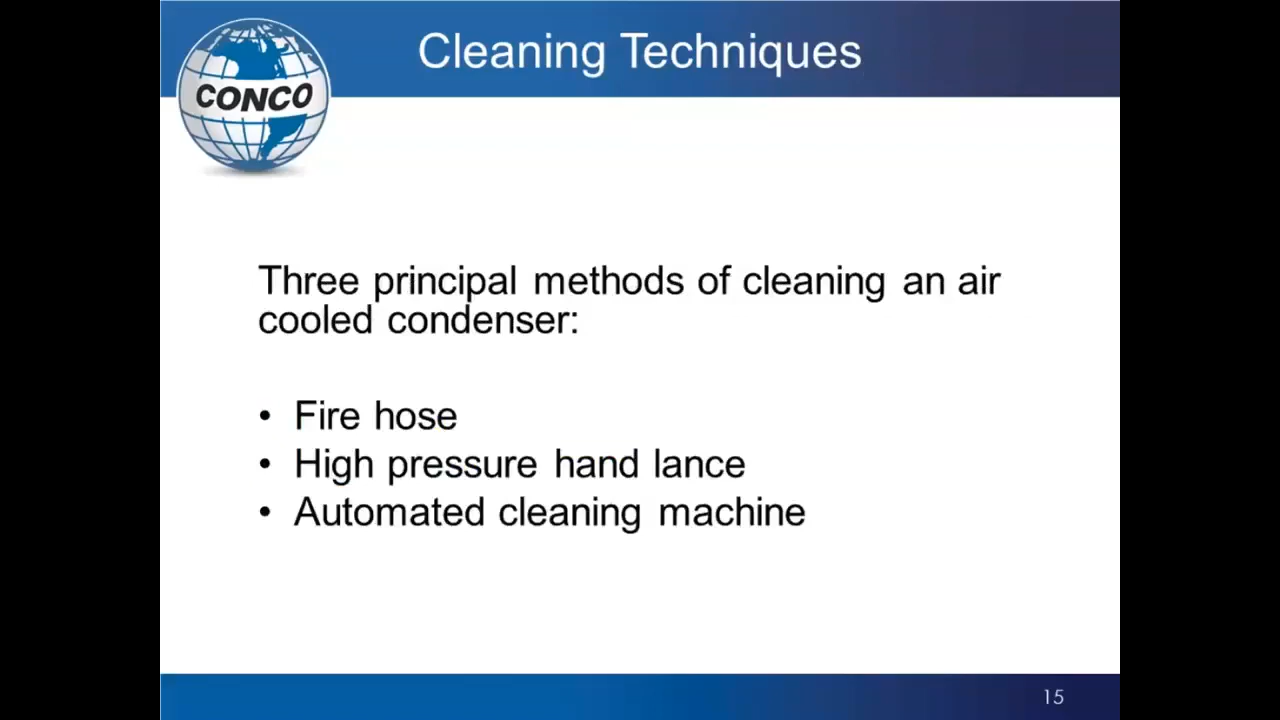 Cleaning Techniques
CONCO
Three principal methods of cleaning an air
cooled condenser:
• Fire hose
• High pressure hand lance
• Automated cleaning machine
15